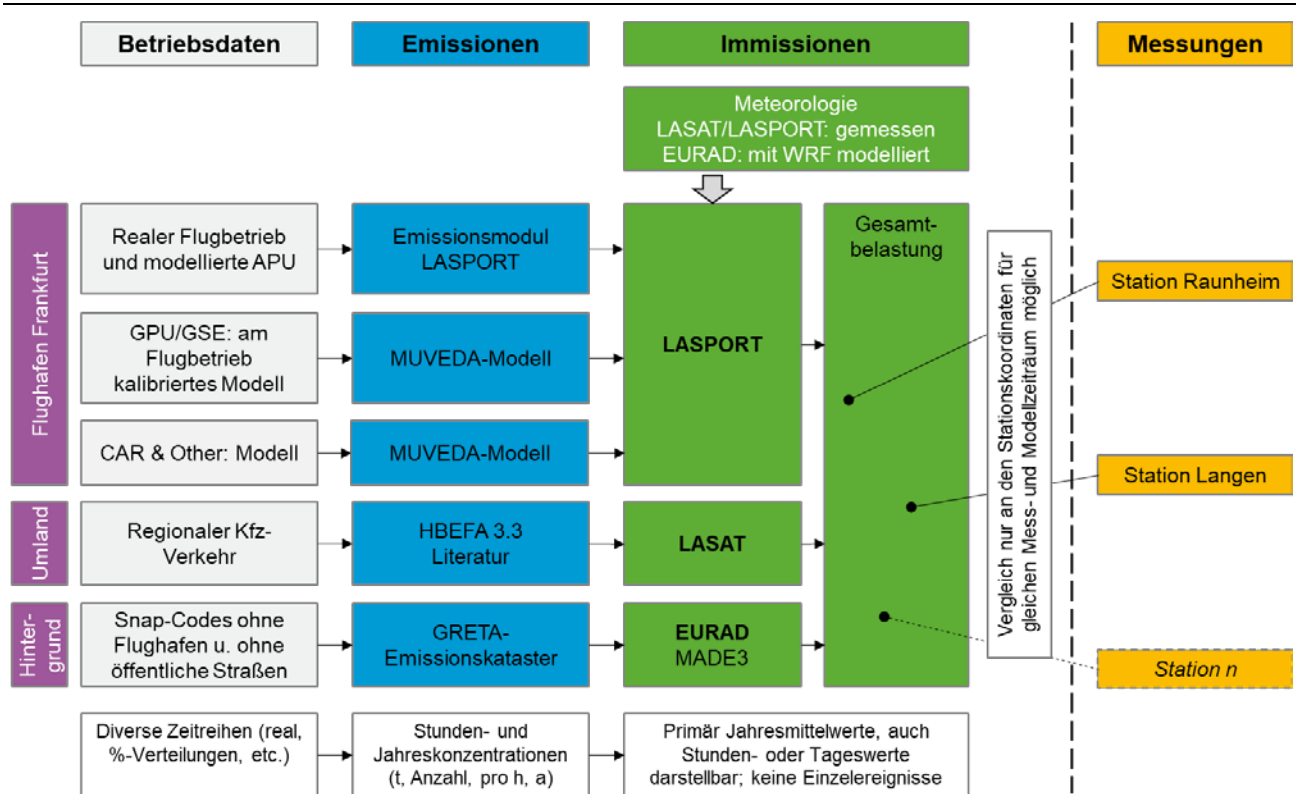 Betriebsdaten
Emissionen
Immissionen
Messungen
Meteorologie
LASAT/LASPORT: gemessen
EURAD: mit WRF modelliert
Flughafen Frankfurt
Realer Flugbetrieb
und modellierte APU
Emissionsmodul
LASPORT
GPU/GSE: am
Flugbetrieb
kalibriertes Modell
MUVEDA-Modell
CAR & Other: Modell
MUVEDA-Modell
LASPORT
Gesamt-
belastung
Umland
Regionaler Kfz-
Verkehr
HBEFA 3.3
Literatur
LASAT
Hinter-
grund
Snap-Codes ohne
Flughafen u. ohne
öffentliche Straßen
GRETA-
Emissionskataster
EURAD
MADE3
Vergleich nur an den Stationskoordinaten für
gleichen Mess- und Modellzeiträum möglich
Station Raunheim
Station Langen
Station n
Diverse Zeitreihen (real,
%-Verteilungen, etc.)
Stunden- und
Jahreskonzentrationen
(t, Anzahl, pro h, a)
Primär Jahresmittelwerte, auch
Stunden- oder Tageswerte
darstellbar; keine Einzelereignisse